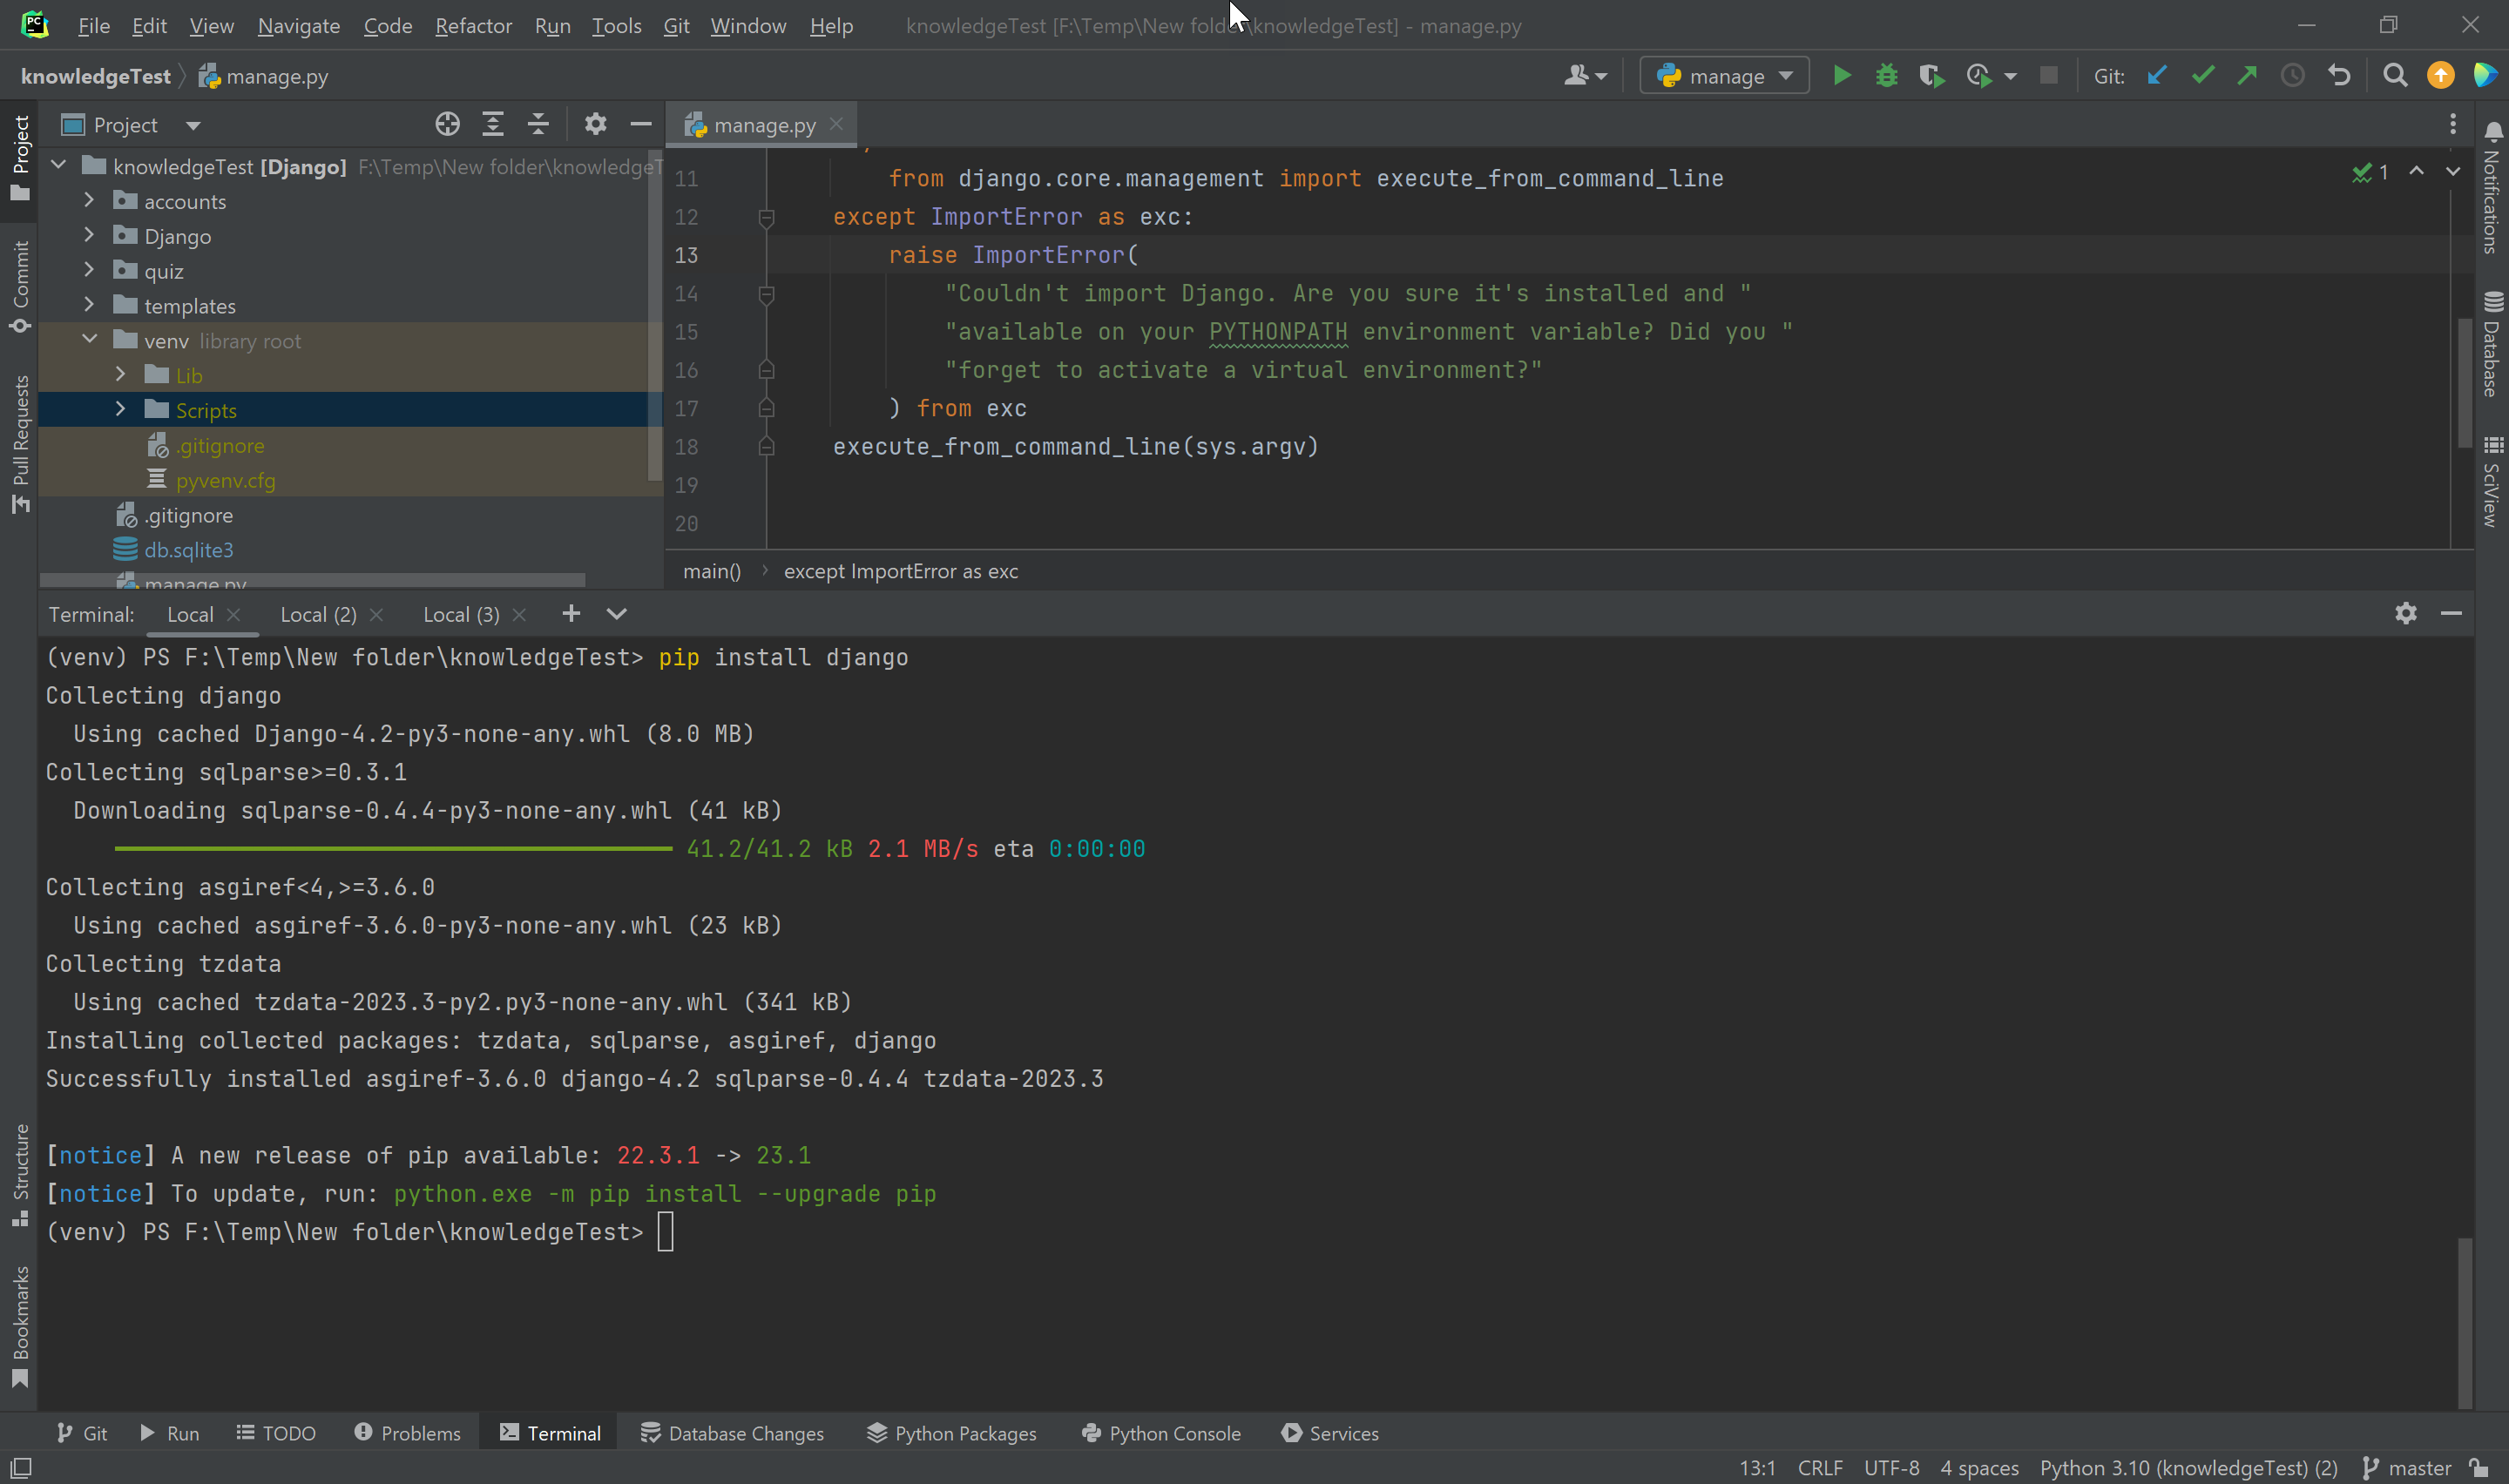 File Edit View Navigate Code Refactor Run Tools Git Window Help knowledgeTest [F:\Temp\New folder\knowledgeTest] - manage.py
knowledgeTest manage.py manage Git:
Project
manage.py
knowledgeTest [Django] F:\Temp\New folder\knowledgeT
accounts
Django
quiz
templates
venv library root
Lib
Scripts
.gitignore
pyvenv.cfg
.gitignore
db.sqlite3
manage.py
Project
Commit
Pull Requests
Structure
Bookmarks
11 from django.core.management import execute_from_command_line
12 except ImportError as exc:
13 raise ImportError(
14 "Couldn't import Django. Are you sure it's installed and "
15 "available on your PYTHONPATH environment variable? Did you "
16 "forget to activate a virtual environment?"
17 ) from exc
18 execute_from_command_line(sys.argv)
19
20
1
main() except ImportError as exc
Notifications
Database
SciView
Terminal: Local Local (2) Local (3)
(venv) PS F:\Temp\New folder\knowledgeTest> pip install django
Collecting django
Using cached Django-4.2-py3-none-any.whl (8.0 MB)
Collecting sqlparse>=0.3.1
Downloading sqlparse-0.4.4-py3-none-any.whl (41 kB)
41.2/41.2 kB 2.1 MB/s eta 0:00:00
Collecting asgiref<4,>=3.6.0
Using cached asgiref-3.6.0-py3-none-any.whl (23 kB)
Collecting tzdata
Using cached tzdata-2023.3-py2.py3-none-any.whl (341 kB)
Installing collected packages: tzdata, sqlparse, asgiref, django
Successfully installed asgiref-3.6.0 django-4.2 sqlparse-0.4.4 tzdata-2023.3
[notice] A new release of pip available: 22.3.1 -> 23.1
[notice] To update, run: python.exe -m pip install --upgrade pip
(venv) PS F:\Temp\New folder\knowledgeTest>
Git Run TODO Problems Terminal Database Changes Python Packages Python Console Services
13:1 CRLF UTF-8 4 spaces Python 3.10 (knowledgeTest) (2) master